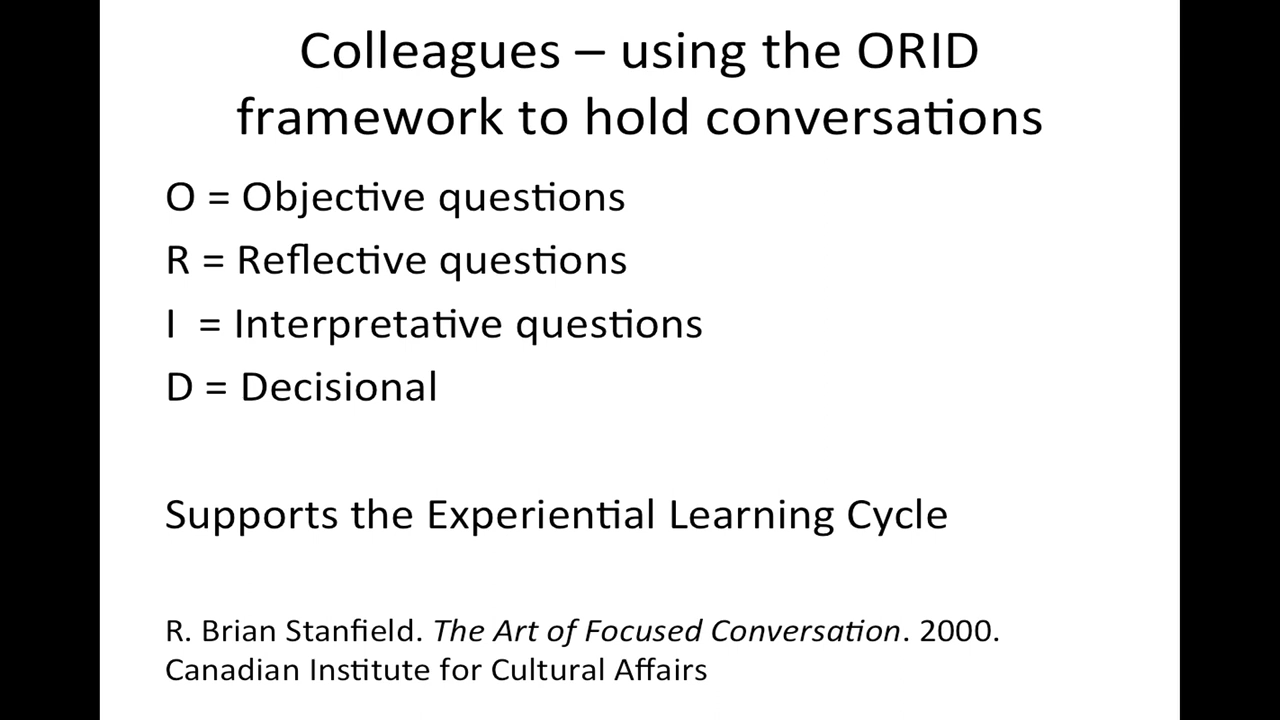 Colleagues – using the ORID
framework to hold conversations
O = Objective questions
R = Reflective questions
I = Interpretative questions
D = Decisional
Supports the Experiential Learning Cycle
R. Brian Stanfield. The Art of Focused Conversation. 2000.
Canadian Institute for Cultural Affairs